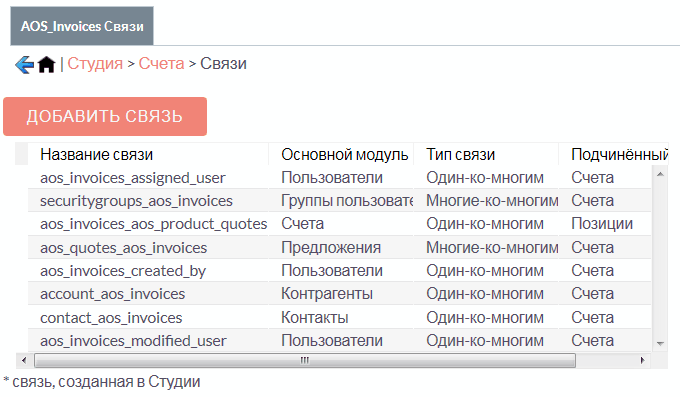 AOS_Invoices Связи
| Студия > Счета > Связи
ДОБАВИТЬ СВЯЗЬ
Название связи Основной модуль Тип связи Подчинённый
aos_invoices_assigned_user Пользователи Один-ко-многим Счета
securitygroups_aos_invoices Группы пользовате Многие-ко-многим Счета
aos_invoices_aos_product_quotes Счета Один-ко-многим Позиции
aos_quotes_aos_invoices Предложения Многие-ко-многим Счета
aos_invoices_created_by Пользователи Один-ко-многим Счета
account_aos_invoices Контрагенты Один-ко-многим Счета
contact_aos_invoices Контакты Один-ко-многим Счета
aos_invoices_modified_user Пользователи Один-ко-многим Счета
* связь, созданная в Студии